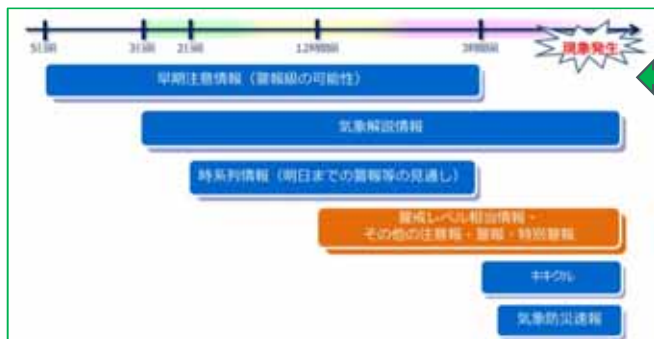 5日前
3日前
2日前
12時間前
3時間前
現象発生
早期注意情報（警報級の可能性）
気象解説情報
時系列情報（明日までの警報等の見通し）
警戒レベル相当情報・
その他の注意報・警報・特別警報
キキクル
気象防災速報